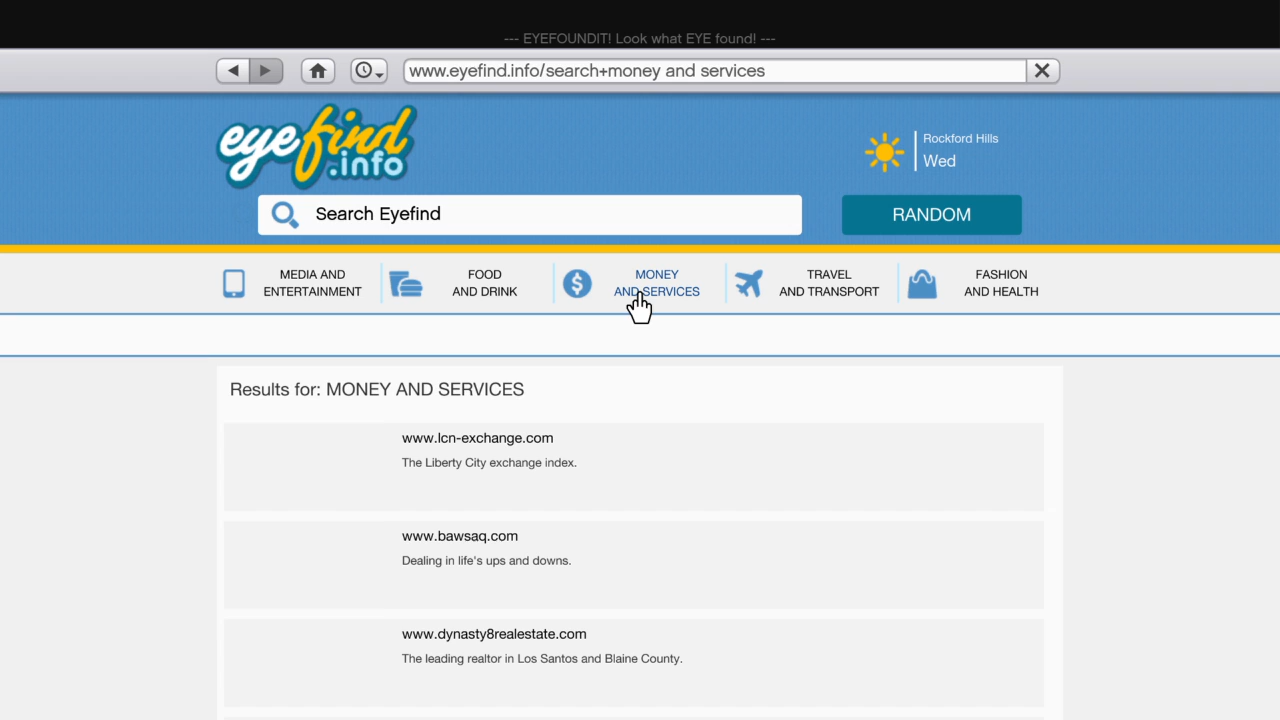 --- EYEFOUNDIT! Look what EYE found! ---
www.eyefind.info/search+money and services
eyefind
.info
Rockford Hills
Wed
Search Eyefind
RANDOM
MEDIA AND
ENTERTAINMENT
FOOD
AND DRINK
MONEY
AND SERVICES
TRAVEL
AND TRANSPORT
FASHION
AND HEALTH
Results for: MONEY AND SERVICES
www.lcn-exchange.com
The Liberty City exchange index.
www.bawsaq.com
Dealing in life's ups and downs.
www.dynasty8realestate.com
The leading realtor in Los Santos and Blaine County.